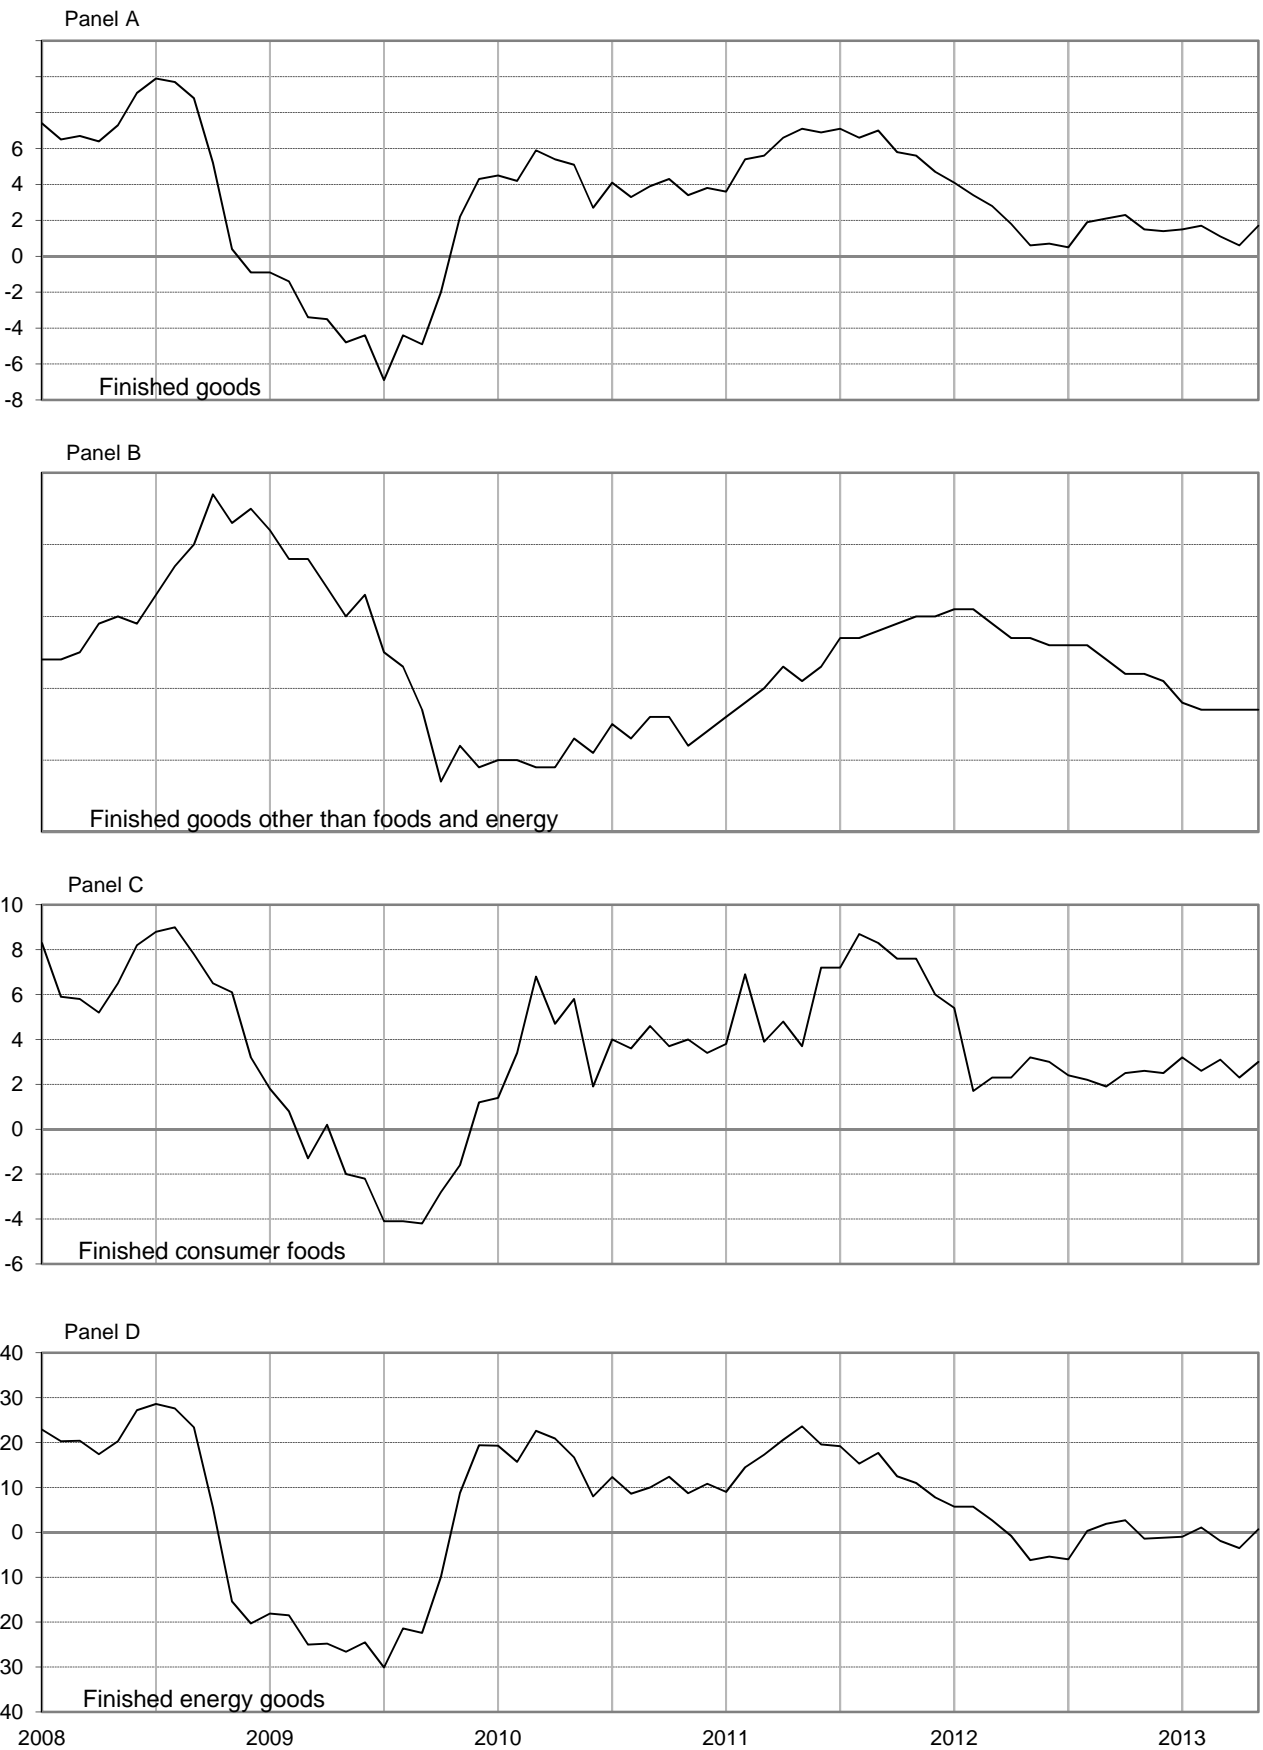 Panel A
6
4
2
0
-2
-4
-6
-8
Finished goods
Panel B
Finished goods other than foods and energy
Panel C
10
8
6
4
2
0
-2
-4
-6
Finished consumer foods
Panel D
40
30
20
10
0
10
20
30
40
Finished energy goods
2008 2009 2010 2011 2012 2013